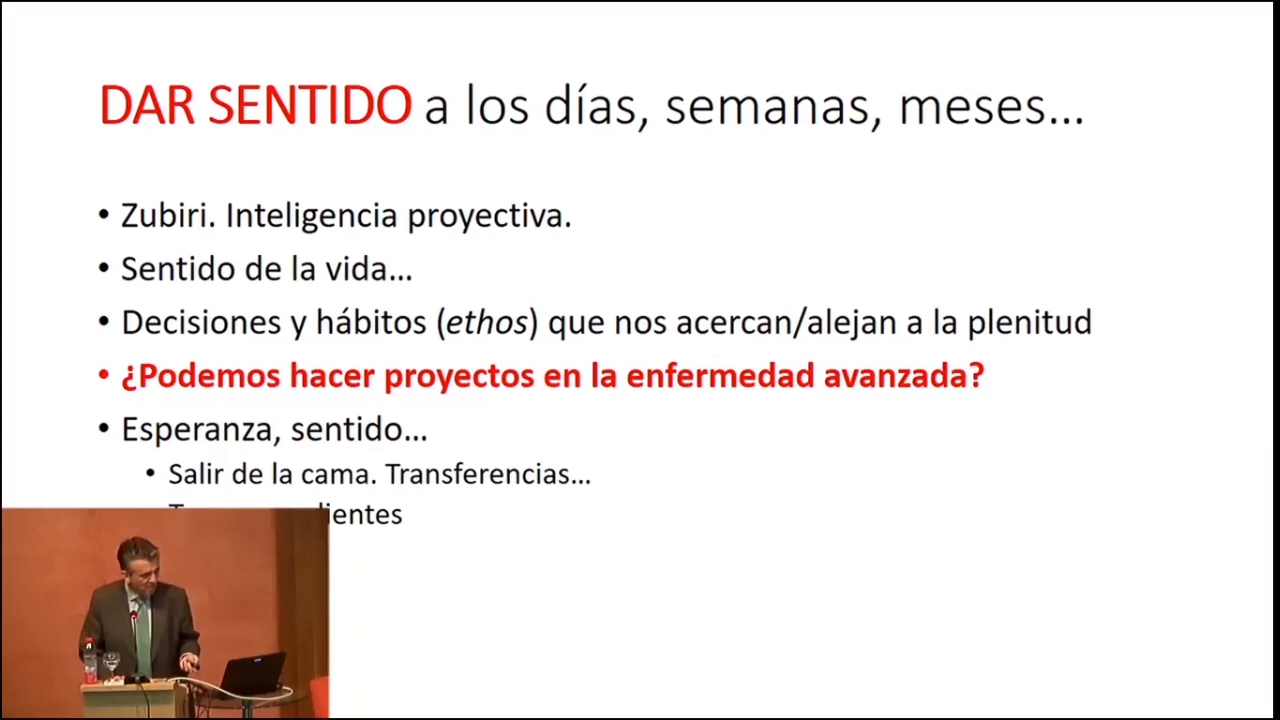 DAR SENTIDO a los días, semanas, meses...
• Zubiri. Inteligencia proyectiva.
• Sentido de la vida...
• Decisiones y hábitos (ethos) que nos acercan/alejan a la plenitud
• ¿Podemos hacer proyectos en la enfermedad avanzada?
• Esperanza, sentido...
• Salir de la cama. Transferencias...